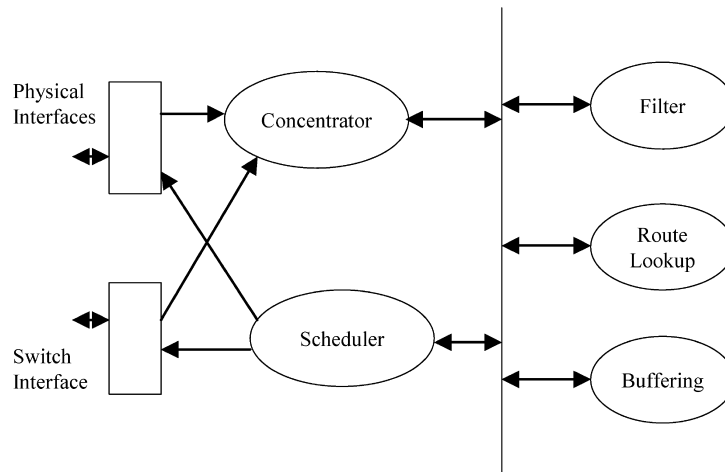 Physical
Interfaces
Concentrator
Filter
Route
Lookup
Switch
Interface
Scheduler
Buffering